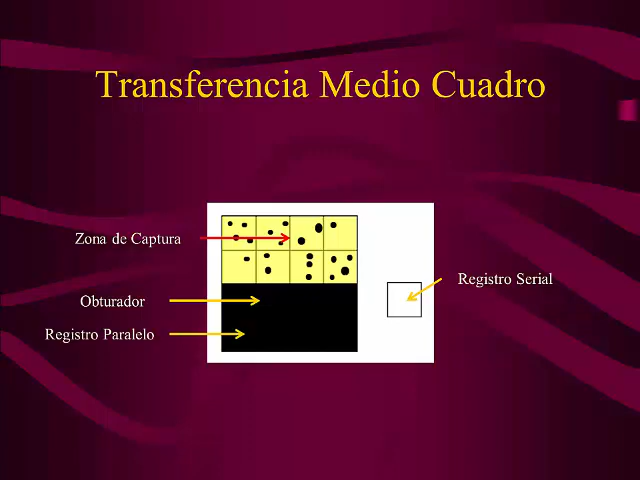 Transferencia Medio Cuadro
Zona de Captura
Registro Serial
Obturador
Registro Paralelo